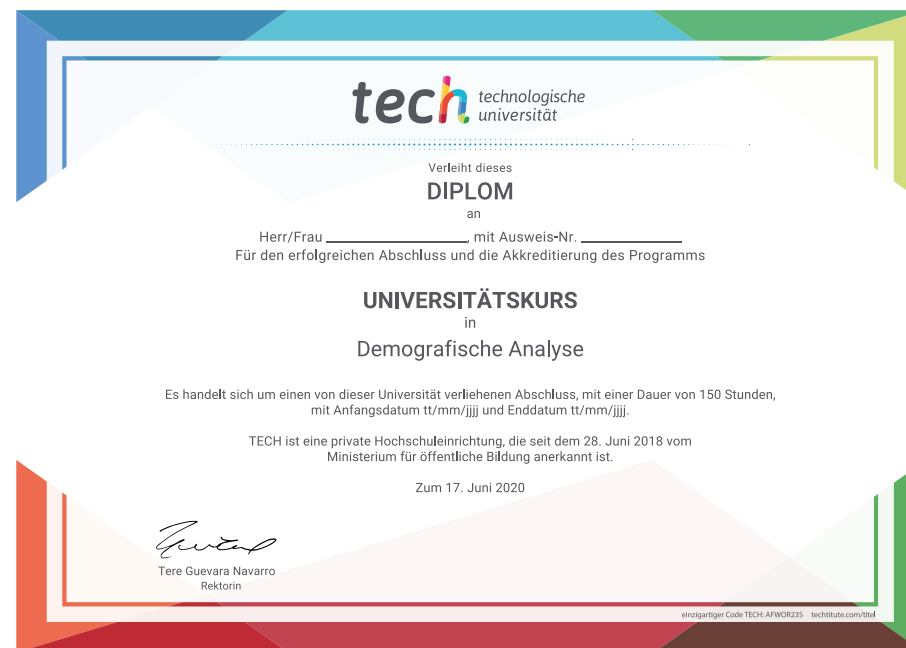 tech technologische
universität
Verleiht dieses
DIPLOM
an
Herr/Frau ____________, mit Ausweis-Nr. ____________
Für den erfolgreichen Abschluss und die Akkreditierung des Programms
UNIVERSITÄTSKURS
in
Demografische Analyse
Es handelt sich um einen von dieser Universität verliehenen Abschluss, mit einer Dauer von 150 Stunden,
mit Anfangsdatum tt/mm/jjjj und Enddatum tt/mm/jjjj.
TECH ist eine private Hochschuleinrichtung, die seit dem 28. Juni 2018 vom
Ministerium für öffentliche Bildung anerkannt ist.
Zum 17. Juni 2020
Tere Guevara Navarro
Rektorin
einzigartiger Code TECH: AFWOR23S techtitute.com/titel